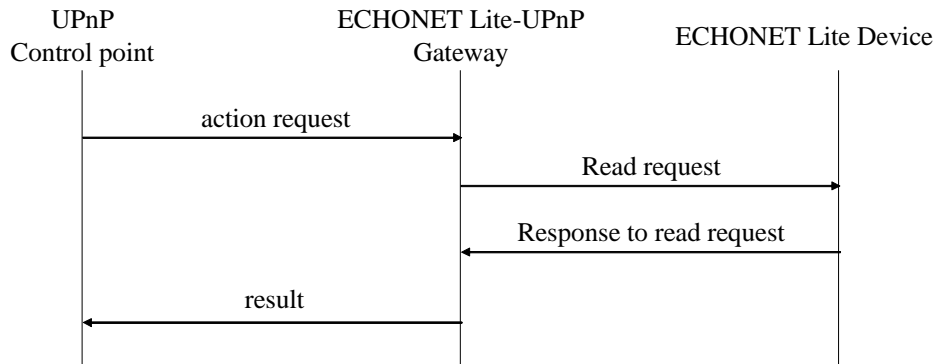 UPnP
Control point
ECHONET Lite-UPnP
Gateway
ECHONET Lite Device
action request
Read request
Response to read request
result